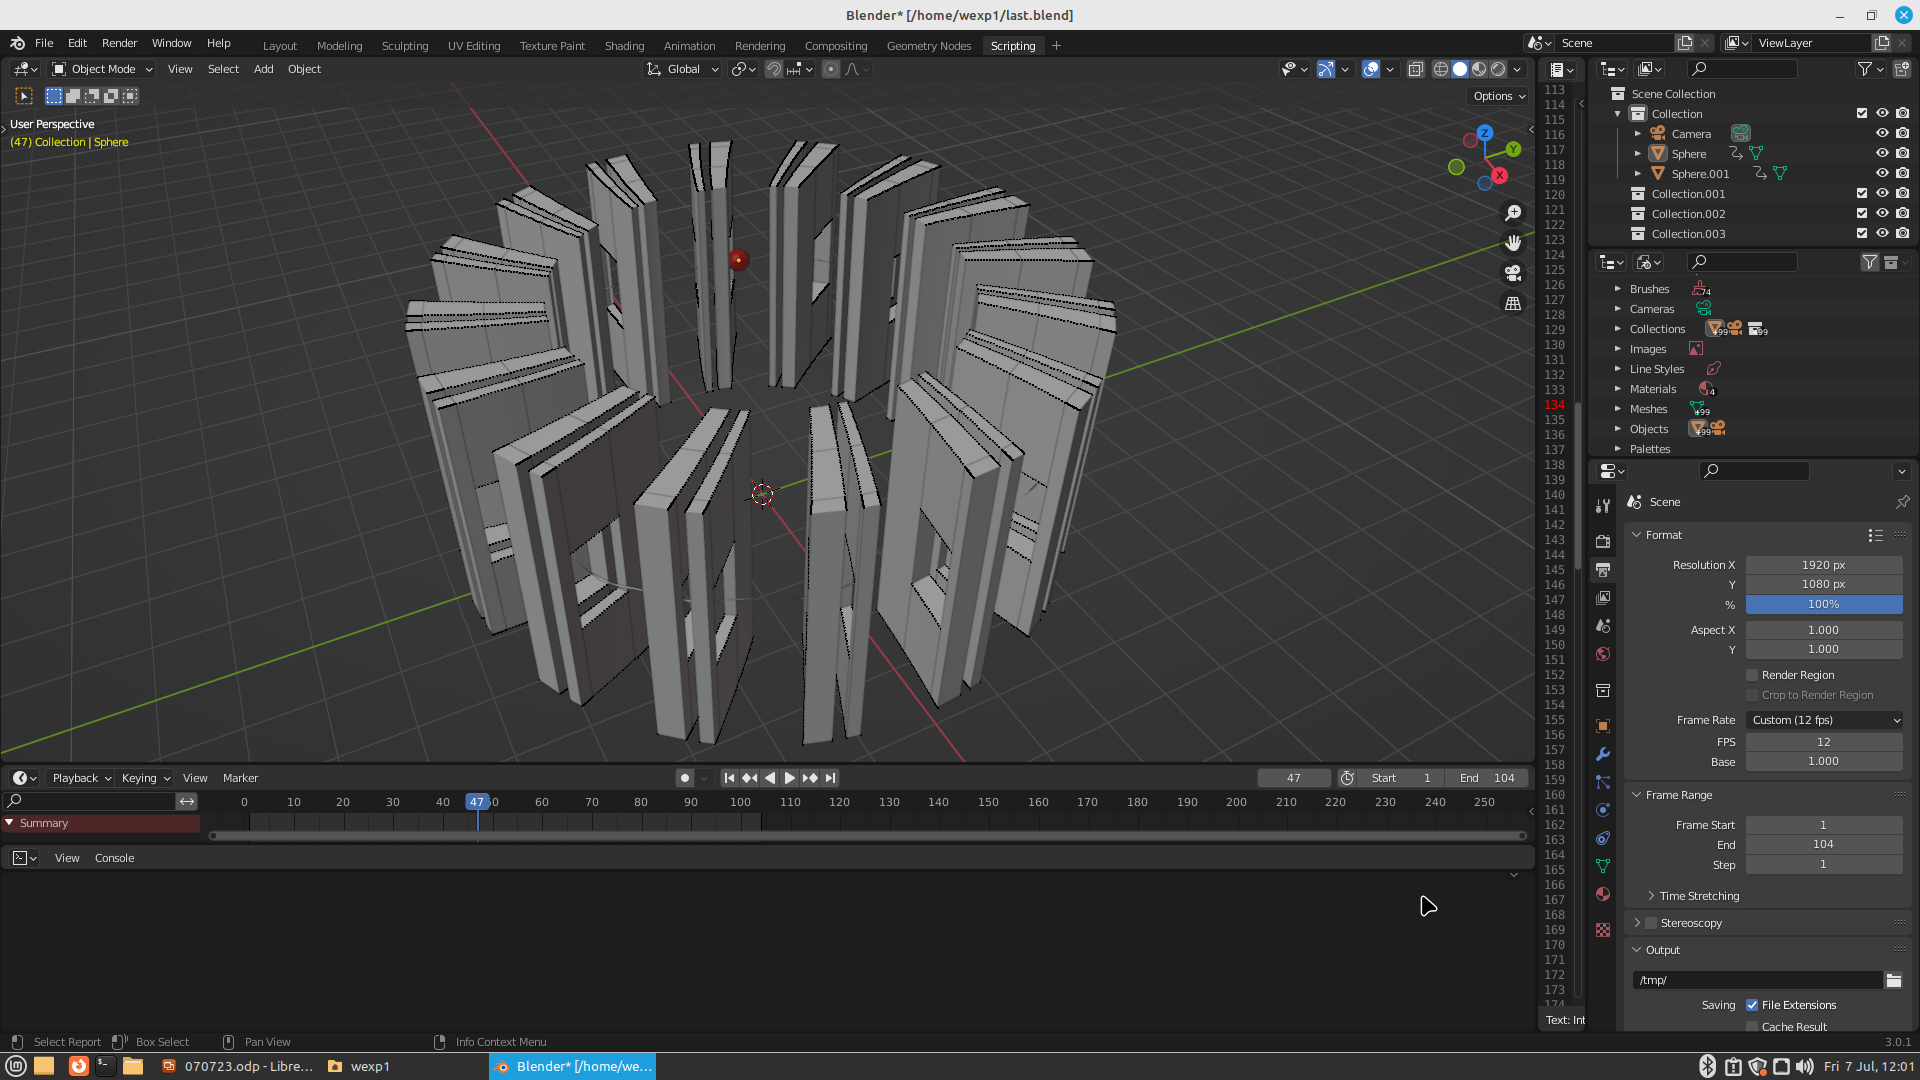 Blender* [/home/wexp1/last.blend]
File Edit Render Window Help Layout Modeling Sculpting UV Editing Texture Paint Shading Animation Rendering Compositing Geometry Nodes Scripting + Scene ViewLayer
Object Mode View Select Add Object Global
Options
User Perspective
(47) Collection | Sphere
Z
Y
X
113
114
115
116
117
118
119
120
121
122
123
124
125
126
127
128
129
130
131
132
133
134
135
136
137
138
139
140
141
142
143
144
145
146
147
148
149
150
151
152
153
154
155
156
157
158
159
160
161
162
163
164
165
166
167
168
169
170
171
172
173
174
Text: Int
Scene Collection
Collection
Camera
Sphere
Sphere.001
Collection.001
Collection.002
Collection.003
Brushes 74
Cameras
Collections +99 +99
Images
Line Styles
Materials 4
Meshes +99
Objects +99
Palettes
Scene
Format
Resolution X 1920 px
Y 1080 px
% 100%
Aspect X 1.000
Y 1.000
Render Region
Crop to Render Region
Frame Rate Custom (12 fps)
FPS 12
Base 1.000
Frame Range
Frame Start 1
End 104
Step 1
Time Stretching
Stereoscopy
Output
/tmp/
Saving File Extensions
Cache Result
Playback Keying View Marker 47 Start 1 End 104
0 10 20 30 40 47 60 70 80 90 100 110 120 130 140 150 160 170 180 190 200 210 220 230 240 250
Summary
View Console
Select Report Box Select Pan View Info Context Menu 3.0.1
070723.odp - Libre... wexp1 Blender* [/home/we... Fri 7 Jul, 12:01